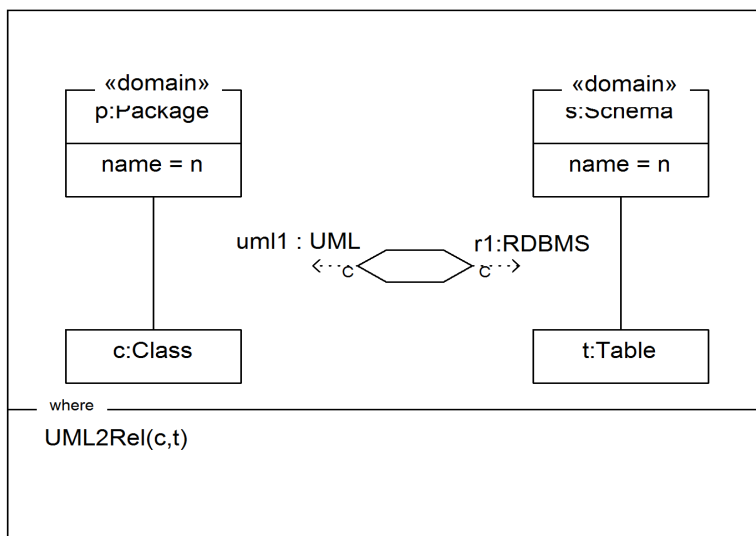 «domain»
p:Package
name = n
«domain»
s:Schema
name = n
uml1 : UML
r1:RDBMS
C
C
c:Class
t:Table
where
UML2Rel(c,t)